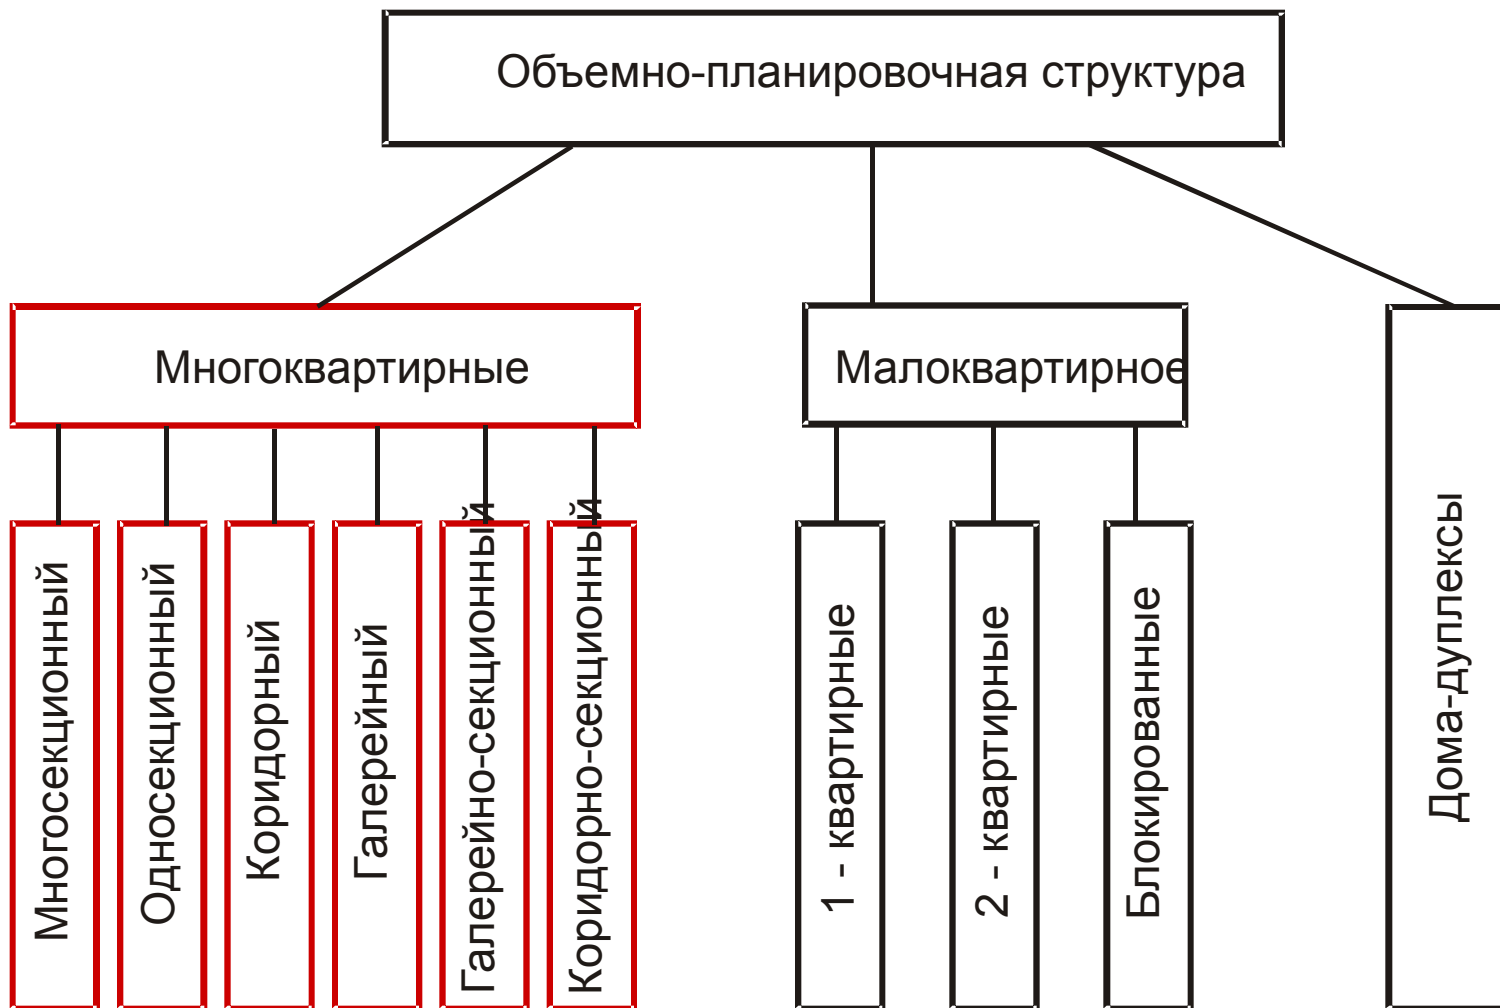 Объемно-планировочная структура
Многоквартирные
Малоквартирное
Многосекционный
Односекционный
Коридорный
Галерейный
Галерейно-секционный
Коридорно-секционный
1 - квартирные
2 - квартирные
Блокированные
Дома-дуплексы